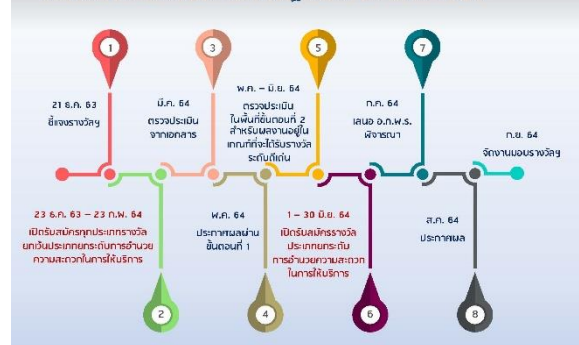 1
21 ธ.ค. 63
ชี้แจงรางวัลฯ
2
23 ธ.ค. 63 – 23 ก.พ. 64
เปิดรับสมัครทุกประเภทรางวัล
ยกเว้นประเภทยกระดับการอำนวย
ความสะดวกในการให้บริการ
3
มี.ค. 64
ตรวจประเมิน
จากเอกสาร
4
พ.ค. 64
ประกาศผลผ่าน
ขั้นตอนที่ 1
5
พ.ค. – มิ.ย. 64
ตรวจประเมิน
ในพื้นที่ขั้นตอนที่ 2
สำหรับผลงานอยู่ใน
เกณฑ์ที่จะได้รับรางวัล
ระดับดีเด่น
6
1 – 30 มิ.ย. 64
เปิดรับสมัครรางวัล
ประเภทยกระดับ
การอำนวยความสะดวก
ในการให้บริการ
7
ก.ค. 64
เสนอ อ.ก.พ.ร.
พิจารณา
8
ส.ค. 64
ประกาศผล
ก.ย. 64
จัดงานมอบรางวัลฯ